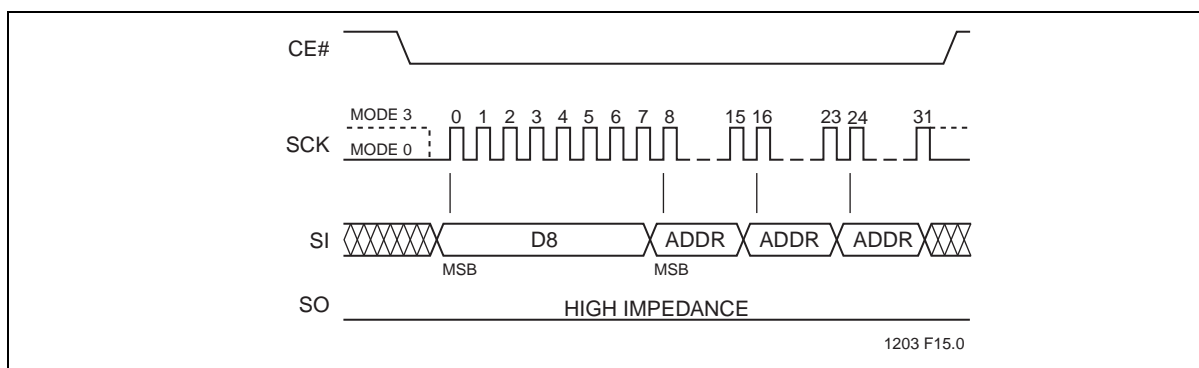 CE#
MODE 3
0 1 2 3 4 5 6 7 8 15 16 23 24 31
SCK
MODE 0
SI D8 ADDR ADDR ADDR
MSB MSB
SO HIGH IMPEDANCE
1203 F15.0